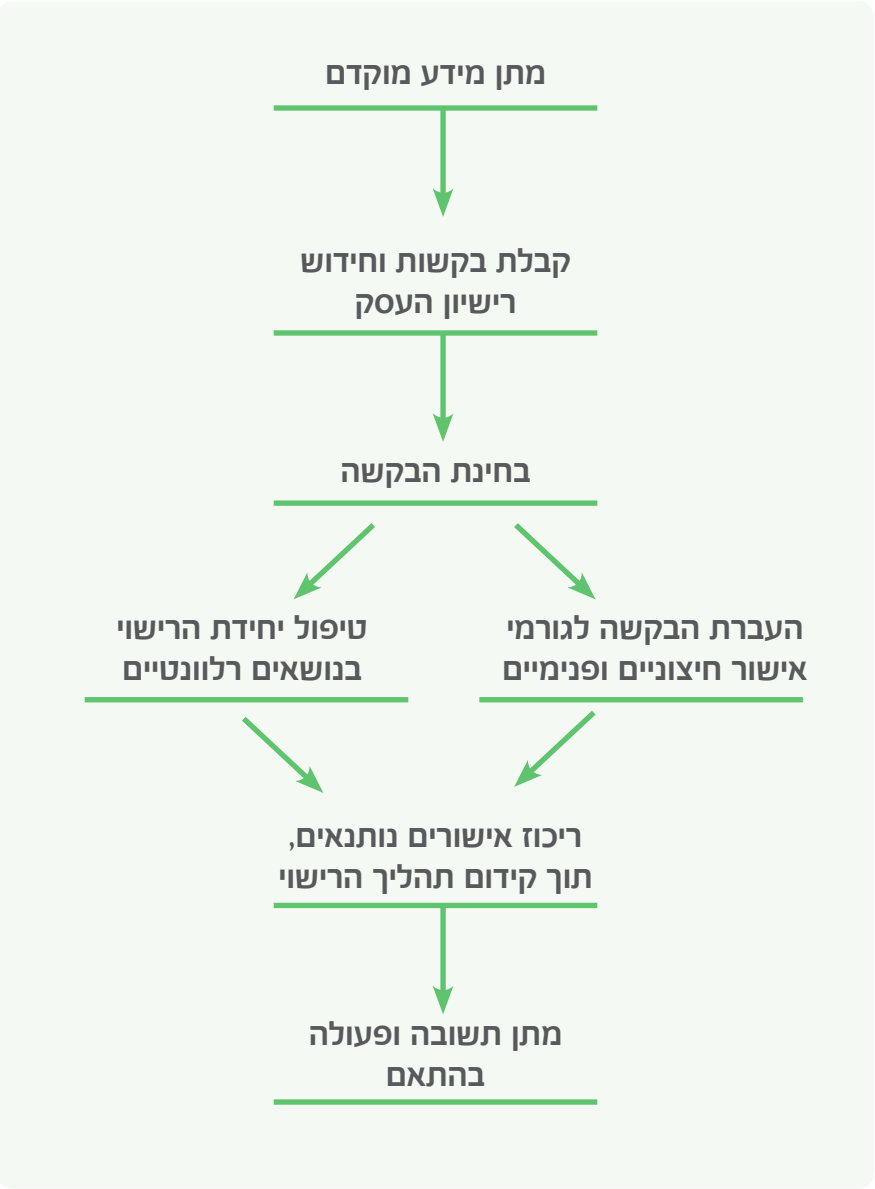 מתן מידע מוקדם
קבלת בקשות וחידוש
רישיון העסק
בחינת הבקשה
העברת הבקשה לגורמי
אישור חיצוניים ופנימיים
טיפול יחידת הרישוי
בנושאים רלוונטיים
ריכוז אישורים נותנאים,
תוך קידום תהליך הרישוי
מתן תשובה ופעולה
בהתאם